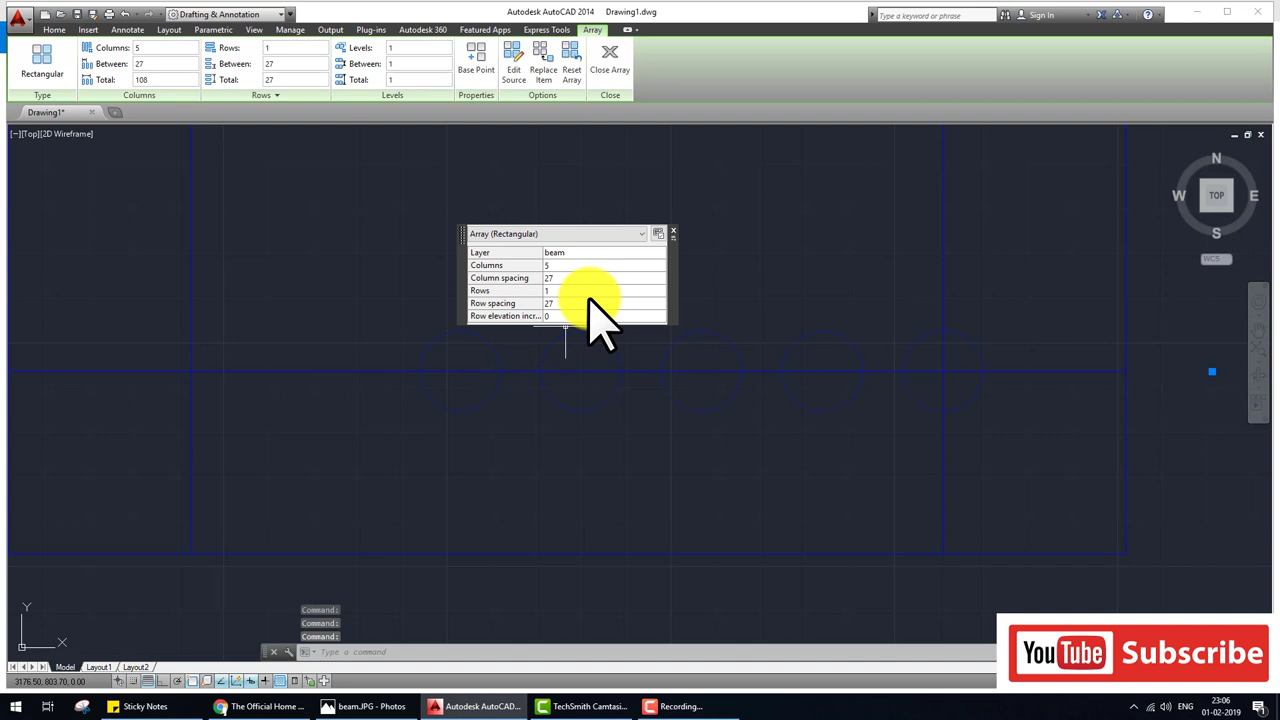 Drafting & Annotation
Autodesk AutoCAD 2014 Drawing1.dwg
Type a keyword or phrase
Sign In
Home Insert Annotate Layout Parametric View Manage Output Plug-ins Autodesk 360 Featured Apps Express Tools Array
Columns: 5 Rows: 1 Levels: 1
Between: 27 Between: 27 Between: 1
Total: 108 Total: 27 Total: 1
Rectangular
Base Point
Edit Source
Replace Item
Reset Array
Close Array
Type Columns Rows Levels Properties Options Close
Drawing1*
[−][Top][2D Wireframe]
N
W TOP E
S
WCS
Array (Rectangular)
Layer beam
Columns 5
Column spacing 27
Rows 1
Row spacing 27
Row elevation incr... 0
Y
X
Command:
Command:
Command:
Type a command
Model Layout1 Layout2
3176.50, 803.70, 0.00
YouTube Subscribe
Sticky Notes
The Official Home ...
beam.JPG - Photos
Autodesk AutoCAD...
TechSmith Camtasi...
Recording...
ENG
23:06
01-02-2019